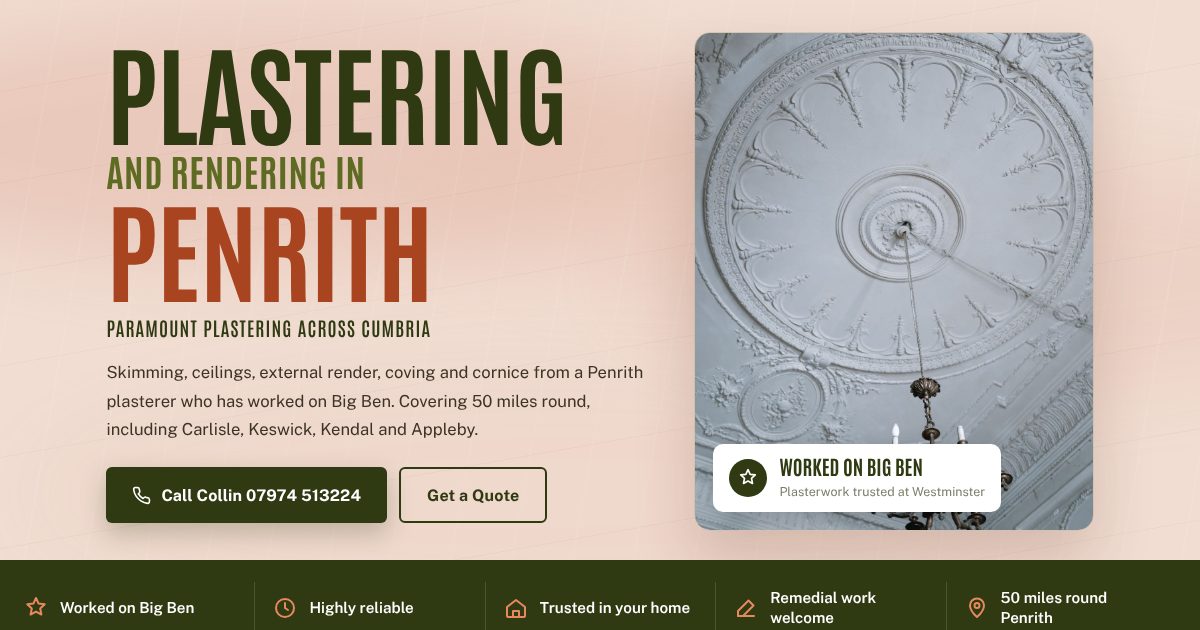 PLASTERING
AND RENDERING IN
PENRITH
PARAMOUNT PLASTERING ACROSS CUMBRIA
Skimming, ceilings, external render, coving and cornice from a Penrith
plasterer who has worked on Big Ben. Covering 50 miles round,
including Carlisle, Keswick, Kendal and Appleby.
Call Collin 07974 513224
Get a Quote
WORKED ON BIG BEN
Plasterwork trusted at Westminster
Worked on Big Ben
Highly reliable
Trusted in your home
Remedial work
welcome
50 miles round
Penrith